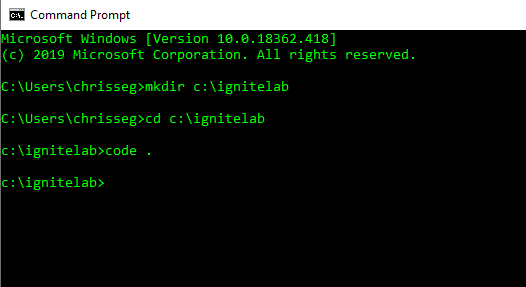 Command Prompt
Microsoft Windows [Version 10.0.18362.418]
(c) 2019 Microsoft Corporation. All rights reserved.
C:\Users\chrisseg>mkdir c:\ignitelab
C:\Users\chrisseg>cd c:\ignitelab
c:\ignitelab>code .
c:\ignitelab>